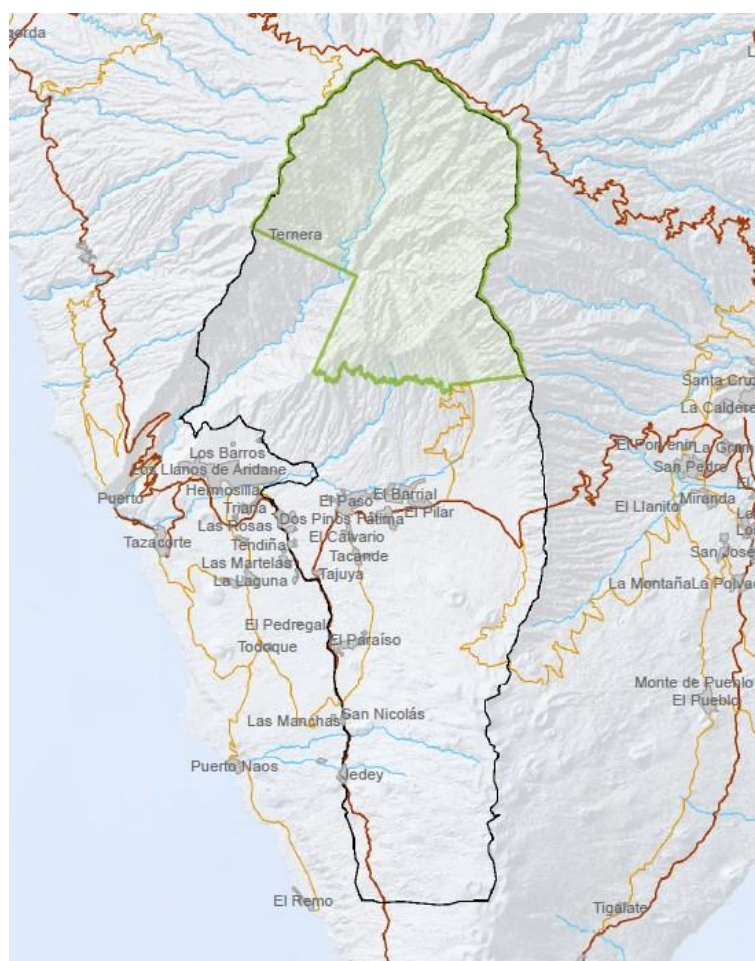 gorda
Ternera
Santa Cruz
La Caldera
Los Barros
El Porvenir
La Gram
Los Llanos de Aridane
San Pedro
El Barrial
Hermosilla
Puerto
El Paso
Miranda
Triana
El Pilar
El Llanito
Las Rosas
Dos Pinos
Fátima
Tazacorte
Tendiña
El Calvario
San Jose
Las Martelas
Tacande
La Laguna
Tajuya
La Montaña
La Polvac
El Pedregal
El Paraíso
Todoque
Monte de Pueblo
El Pueblo
Las Manchas
San Nicolás
Puerto Naos
Jedey
El Remo
Tigalate